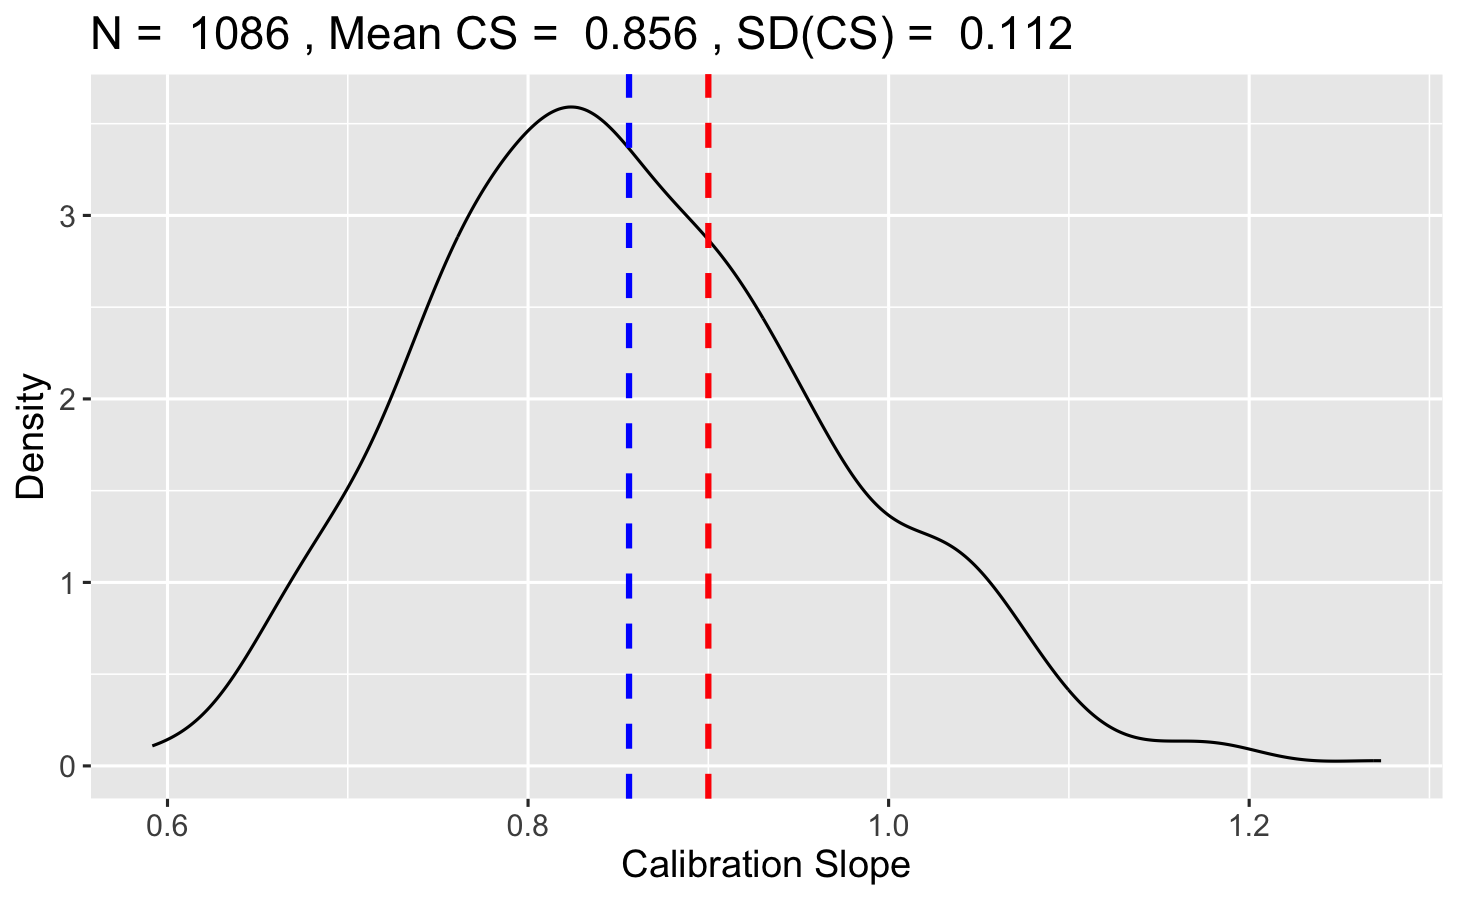 N =  1086 , Mean CS =  0.856 , SD(CS) =  0.112
Density
3
2
1
0
0.6 0.8 1.0 1.2
Calibration Slope